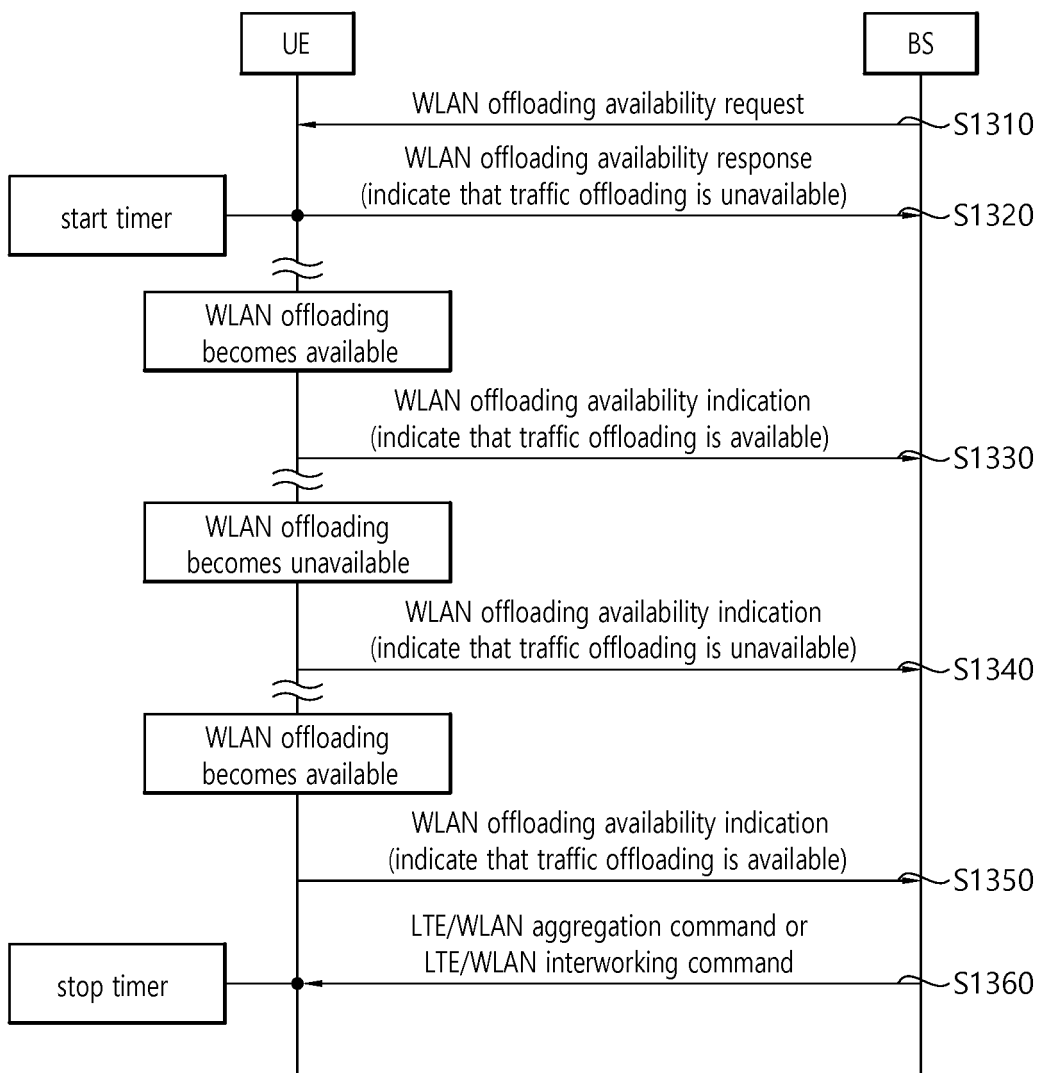 UE
BS
WLAN offloading availability request
S1310
WLAN offloading availability response
(indicate that traffic offloading is unavailable)
start timer
S1320
WLAN offloading
becomes available
WLAN offloading availability indication
(indicate that traffic offloading is available)
S1330
WLAN offloading
becomes unavailable
WLAN offloading availability indication
(indicate that traffic offloading is unavailable)
S1340
WLAN offloading
becomes available
WLAN offloading availability indication
(indicate that traffic offloading is available)
S1350
LTE/WLAN aggregation command or
LTE/WLAN interworking command
stop timer
S1360